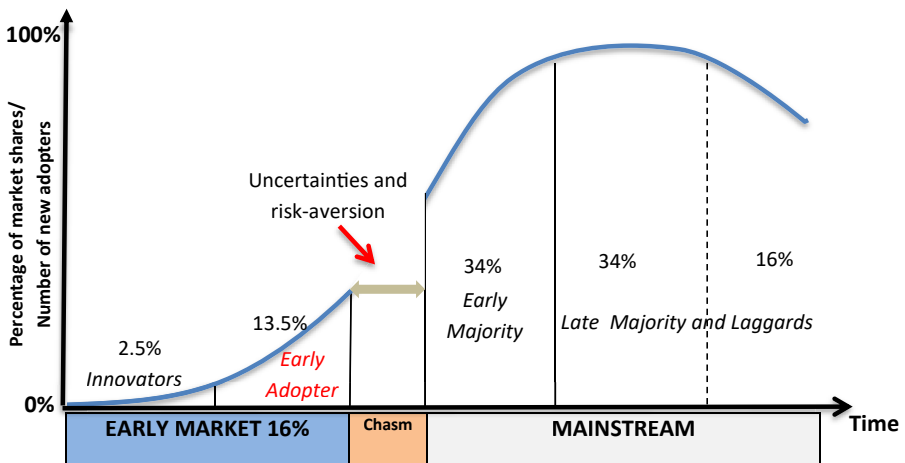 100%
Percentage of market shares/
Number of new adopters
0%
Uncertainties and
risk-aversion
2.5%
Innovators
13.5%
Early
Adopter
34%
Early
Majority
34%
16%
Late Majority and Laggards
EARLY MARKET 16%
Chasm
MAINSTREAM
Time